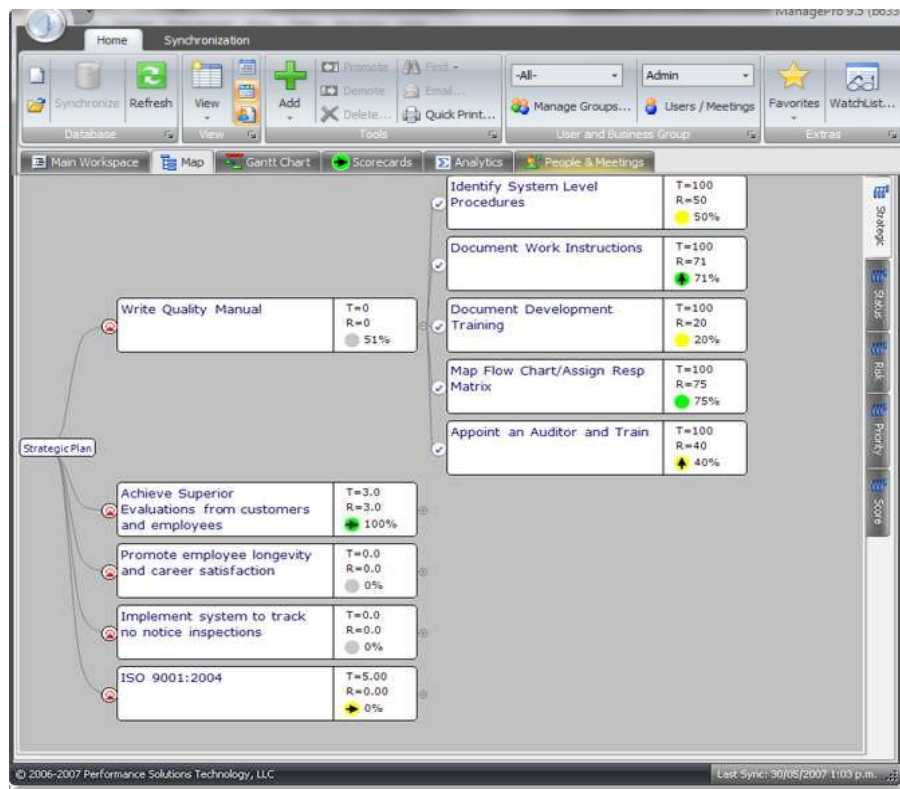 ManagePro 9.3
Home Synchronization
Synchronize Refresh View Add Promote Demote Delete... Find Email... Quick Print... -All- Manage Groups... Admin Users / Meetings Favorites WatchList...
Database View Tools User and Business Group Extras
Main Workspace Map Gantt Chart Scorecards Analytics People & Meetings
Identify System Level Procedures
T=100
R=50
50%
Document Work Instructions
T=100
R=71
71%
Write Quality Manual
T=0
R=0
51%
Document Development Training
T=100
R=20
20%
Map Flow Chart/Assign Resp Matrix
T=100
R=75
75%
Appoint an Auditor and Train
T=100
R=40
40%
Strategic Plan
Achieve Superior
Evaluations from customers
and employees
T=3.0
R=3.0
100%
Promote employee longevity
and career satisfaction
T=0.0
R=0.0
0%
Implement system to track
no notice inspections
T=0.0
R=0.0
0%
ISO 9001:2004
T=5.00
R=0.00
0%
Strategic
Status
Risk
Priority
Score
© 2006-2007 Performance Solutions Technology, LLC
Last Sync: 30/05/2007 1:03 p.m.